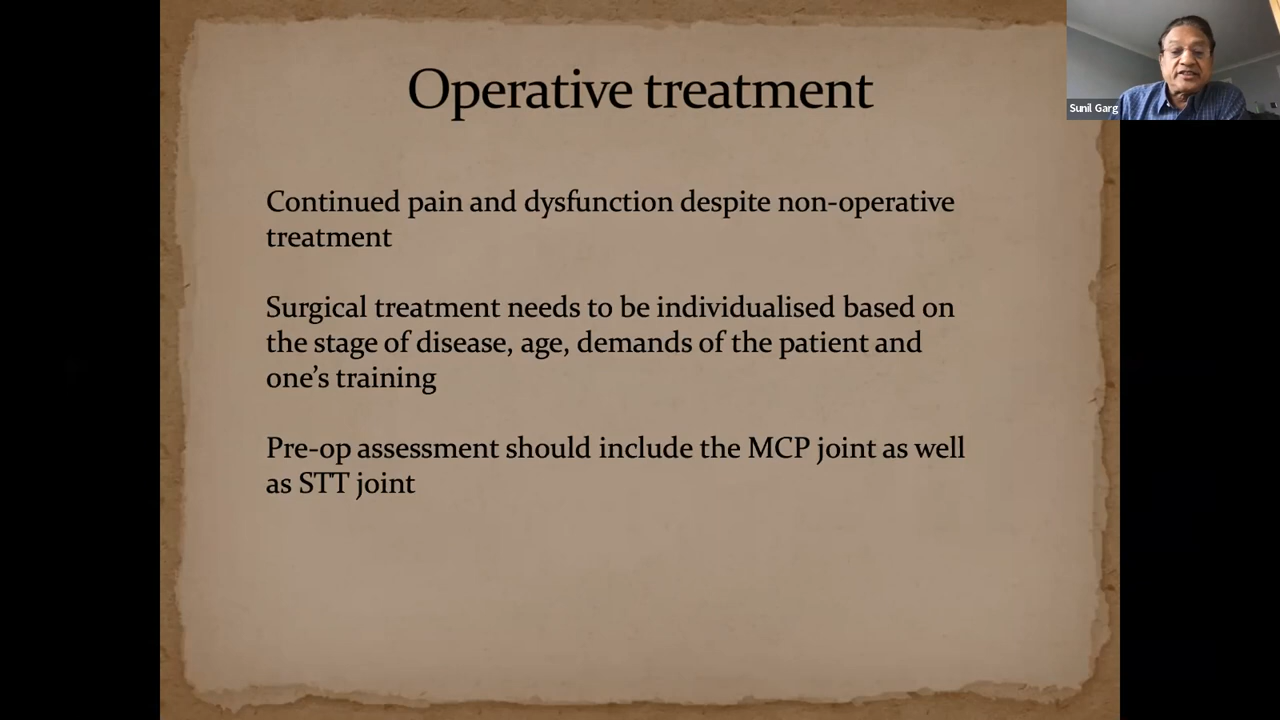 Operative treatment
Sunil Garg
Continued pain and dysfunction despite non-operative
treatment
Surgical treatment needs to be individualised based on
the stage of disease, age, demands of the patient and
one’s training
Pre-op assessment should include the MCP joint as well
as STT joint